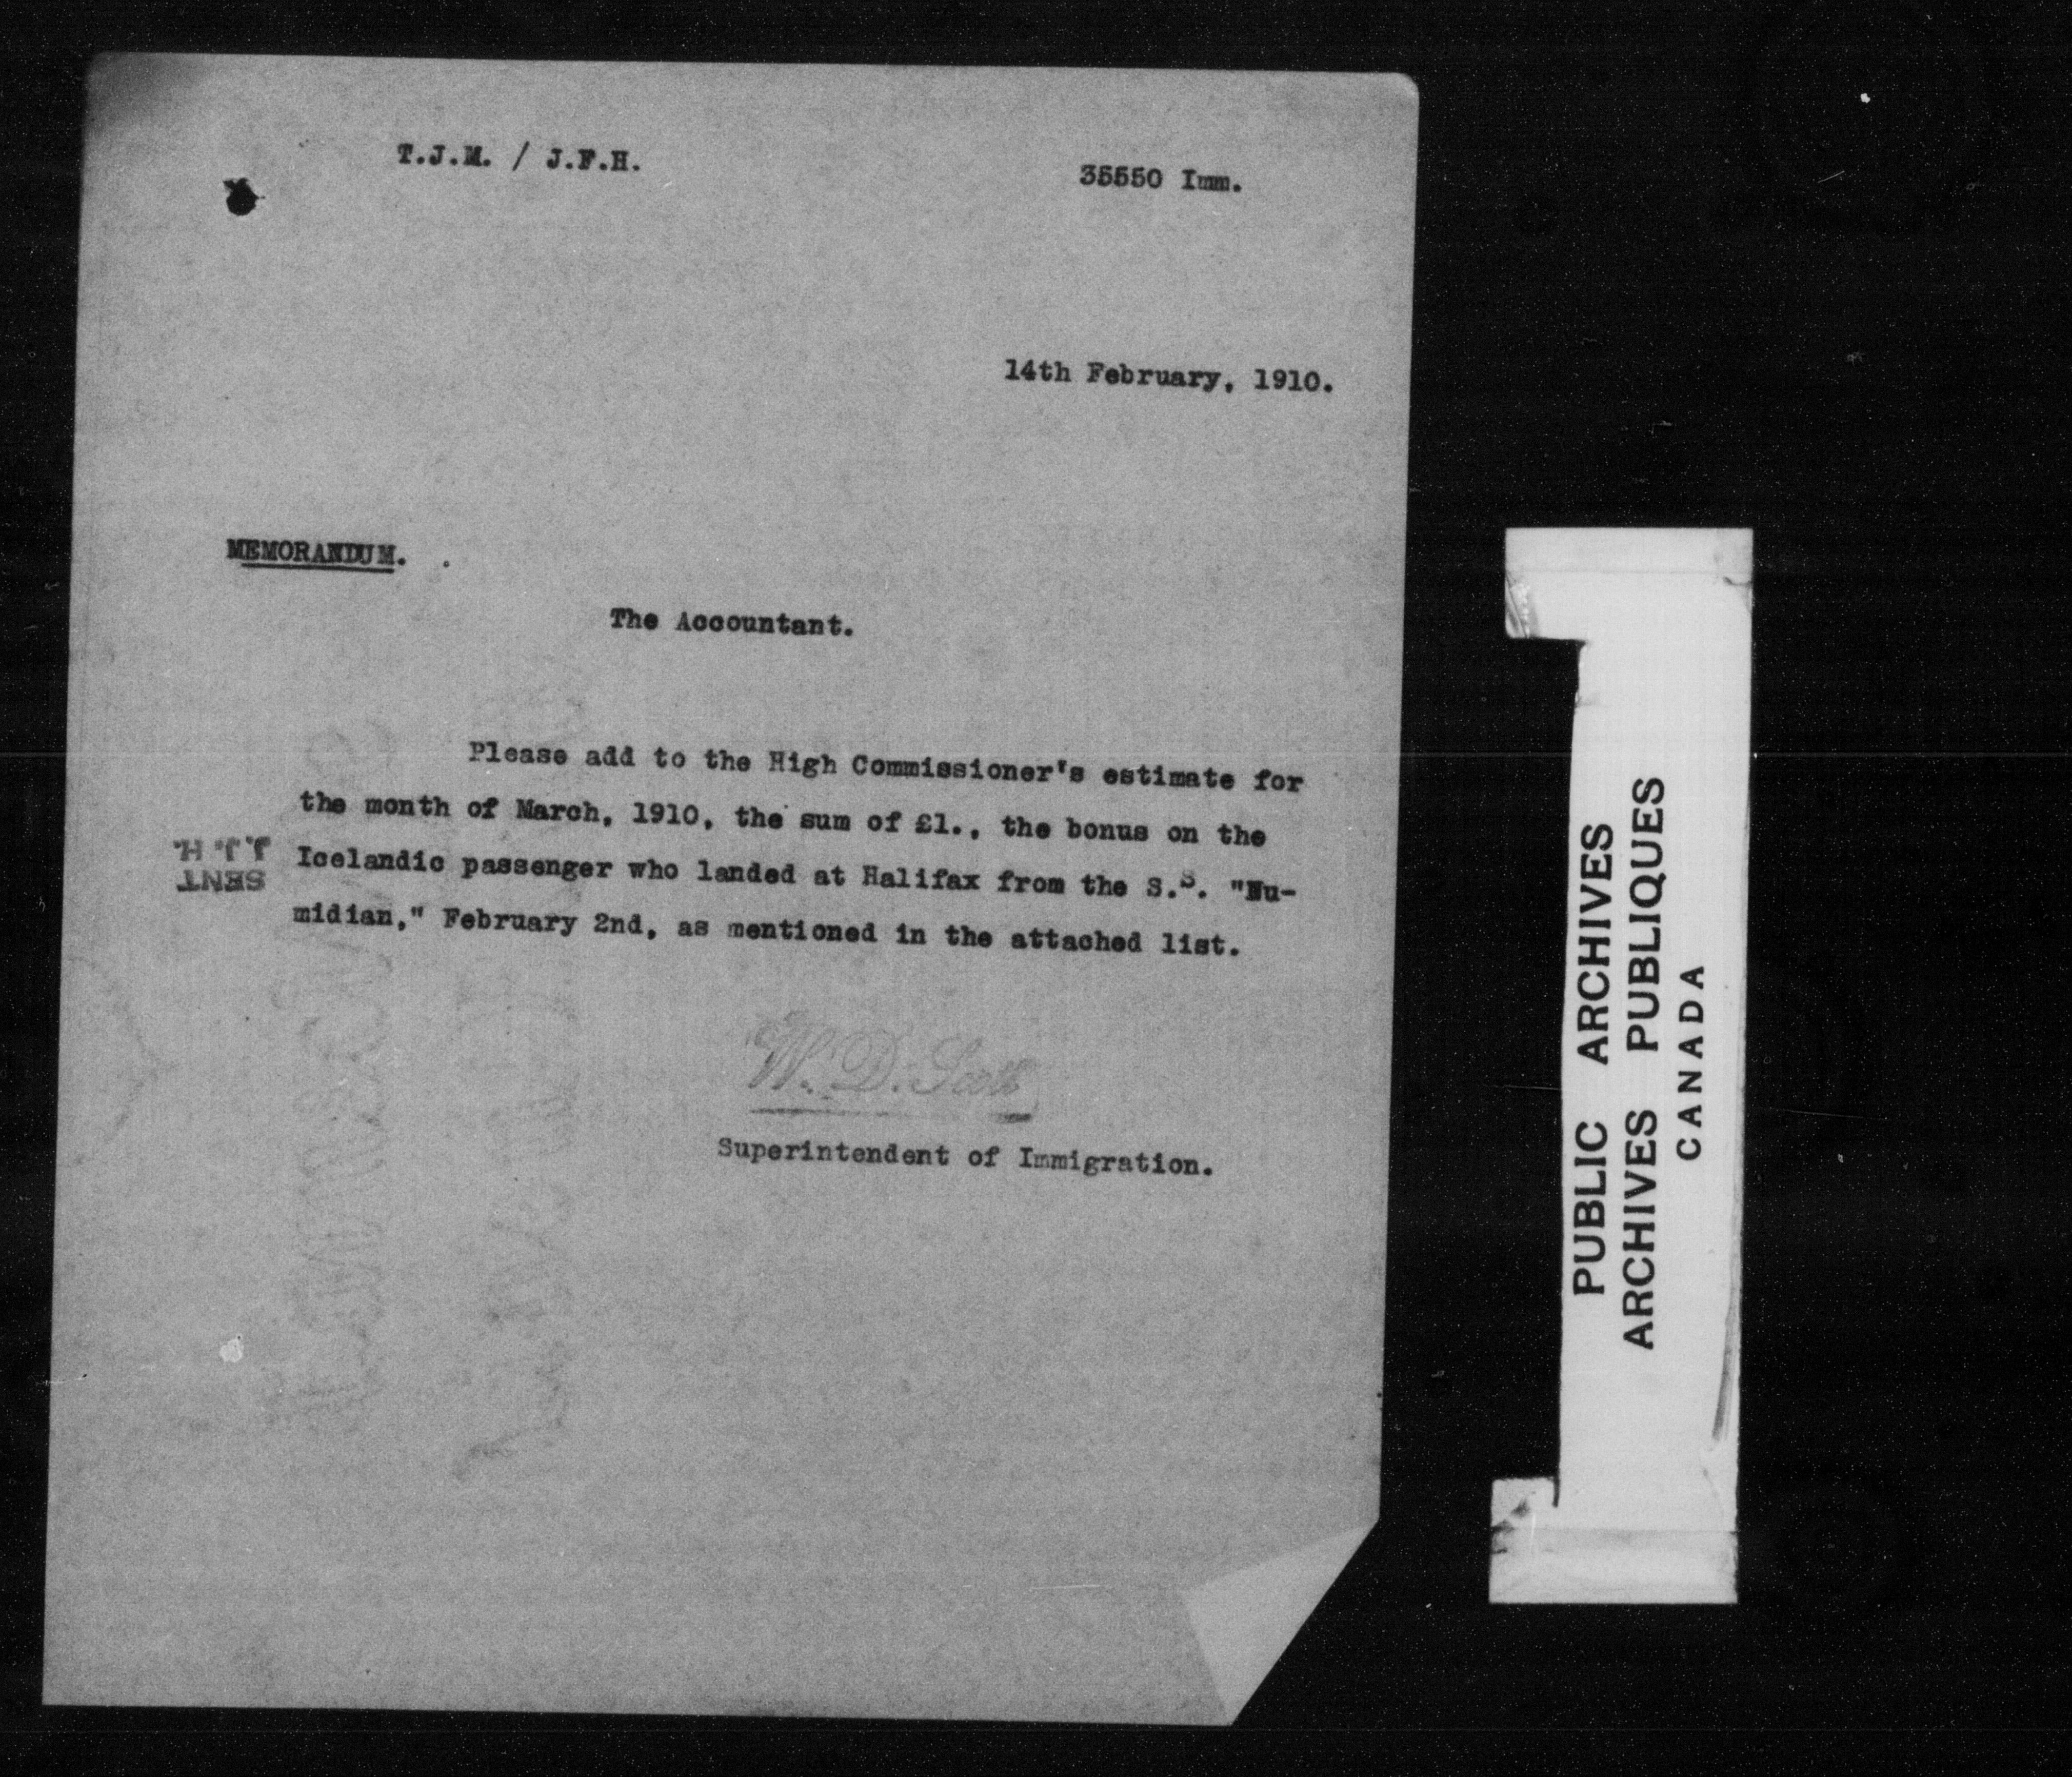 T.J.M. / J.F.H.
35550 Imm.
14th February, 1910.
MEMORANDUM.
The Accountant.
Please add to the High Commissioner's estimate for
the month of March, 1910, the sum of £1., the bonus on the
Icelandic passenger who landed at Halifax from the S.S. "Nu-
midian," February 2nd, as mentioned in the attached list.
SENT
J.J. H.
W. D. Scott
Superintendent of Immigration.
PUBLIC ARCHIVES
ARCHIVES PUBLIQUES
CANADA